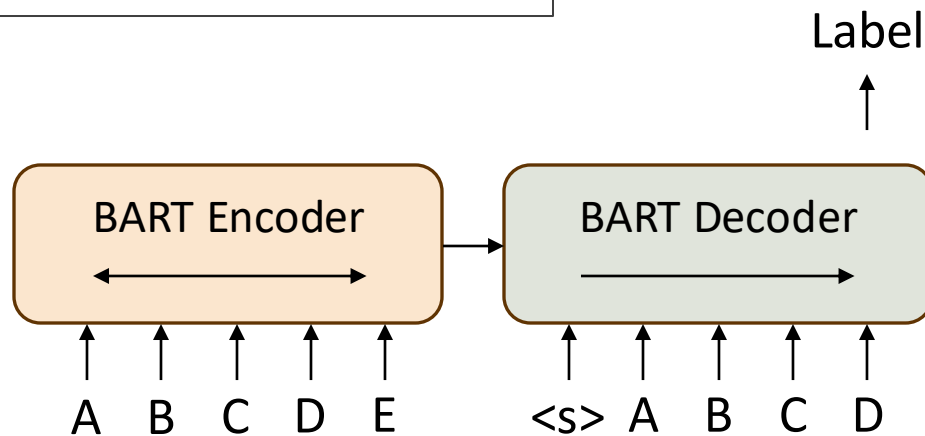 Label
BART Encoder
BART Decoder
A B C D E
<s> A B C D